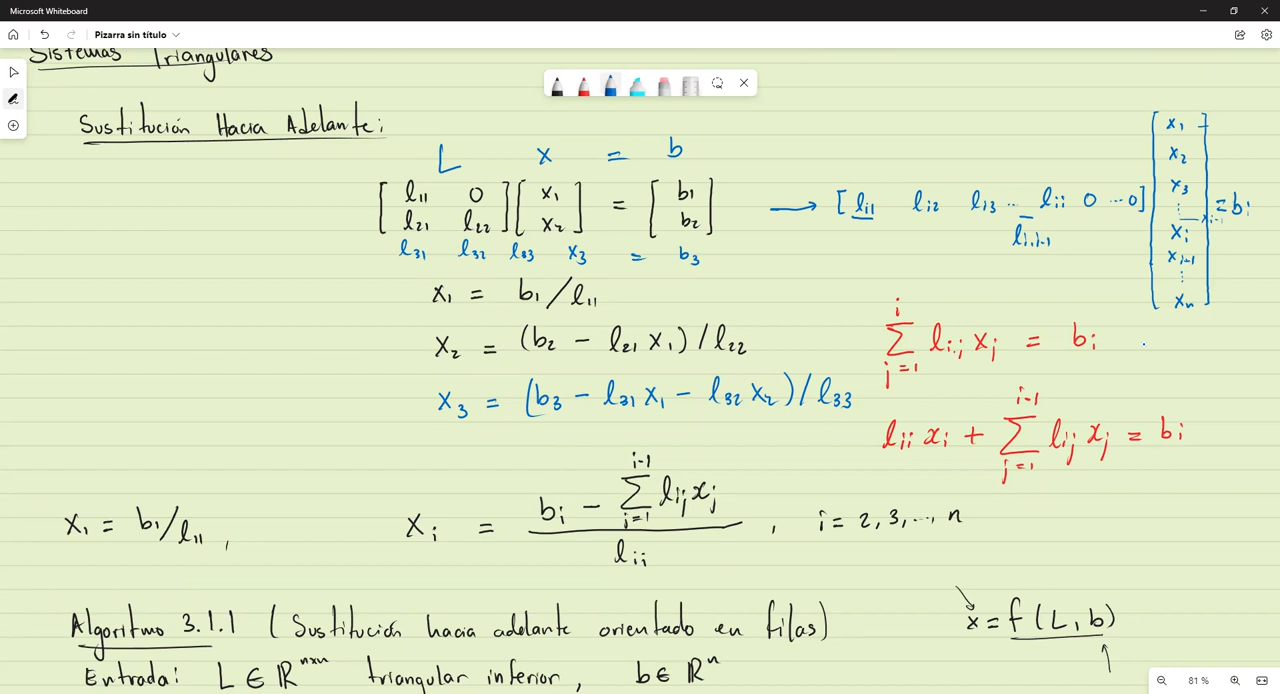 Microsoft Whiteboard
Pizarra sin título
Sistemas Triangulares
Sustitución Hacia Adelante:
L x = b
[ l11 0 ] [ x1 ] = [ b1 ]
[ l21 l22 ] [ x2 ] [ b2 ]
l31 l32 l33 x3 = b3
→ [ li1 li2 li3 ... lii 0 ... 0 ]
li,i-1
x1
x2
x3
⋮
xi-1
xi
xi+1
⋮
xn
= bi
x1 = b1/l11
x2 = (b2 - l21 x1)/l22
x3 = (b3 - l31 x1 - l32 x2)/l33
∑_{j=1}^{i} lij xj = bi
lii xi + ∑_{j=1}^{i-1} lij xj = bi
x1 = b1/l11 ,
xi = (bi - ∑_{j=1}^{i-1} lij xj) / lii , i = 2, 3, ..., n
Algoritmo 3.1.1 ( Sustitución hacia adelante orientado en filas)
Entrada: L ∈ ℝ^{n×n} triangular inferior, b ∈ ℝ^n
x = f(L, b)
81 %